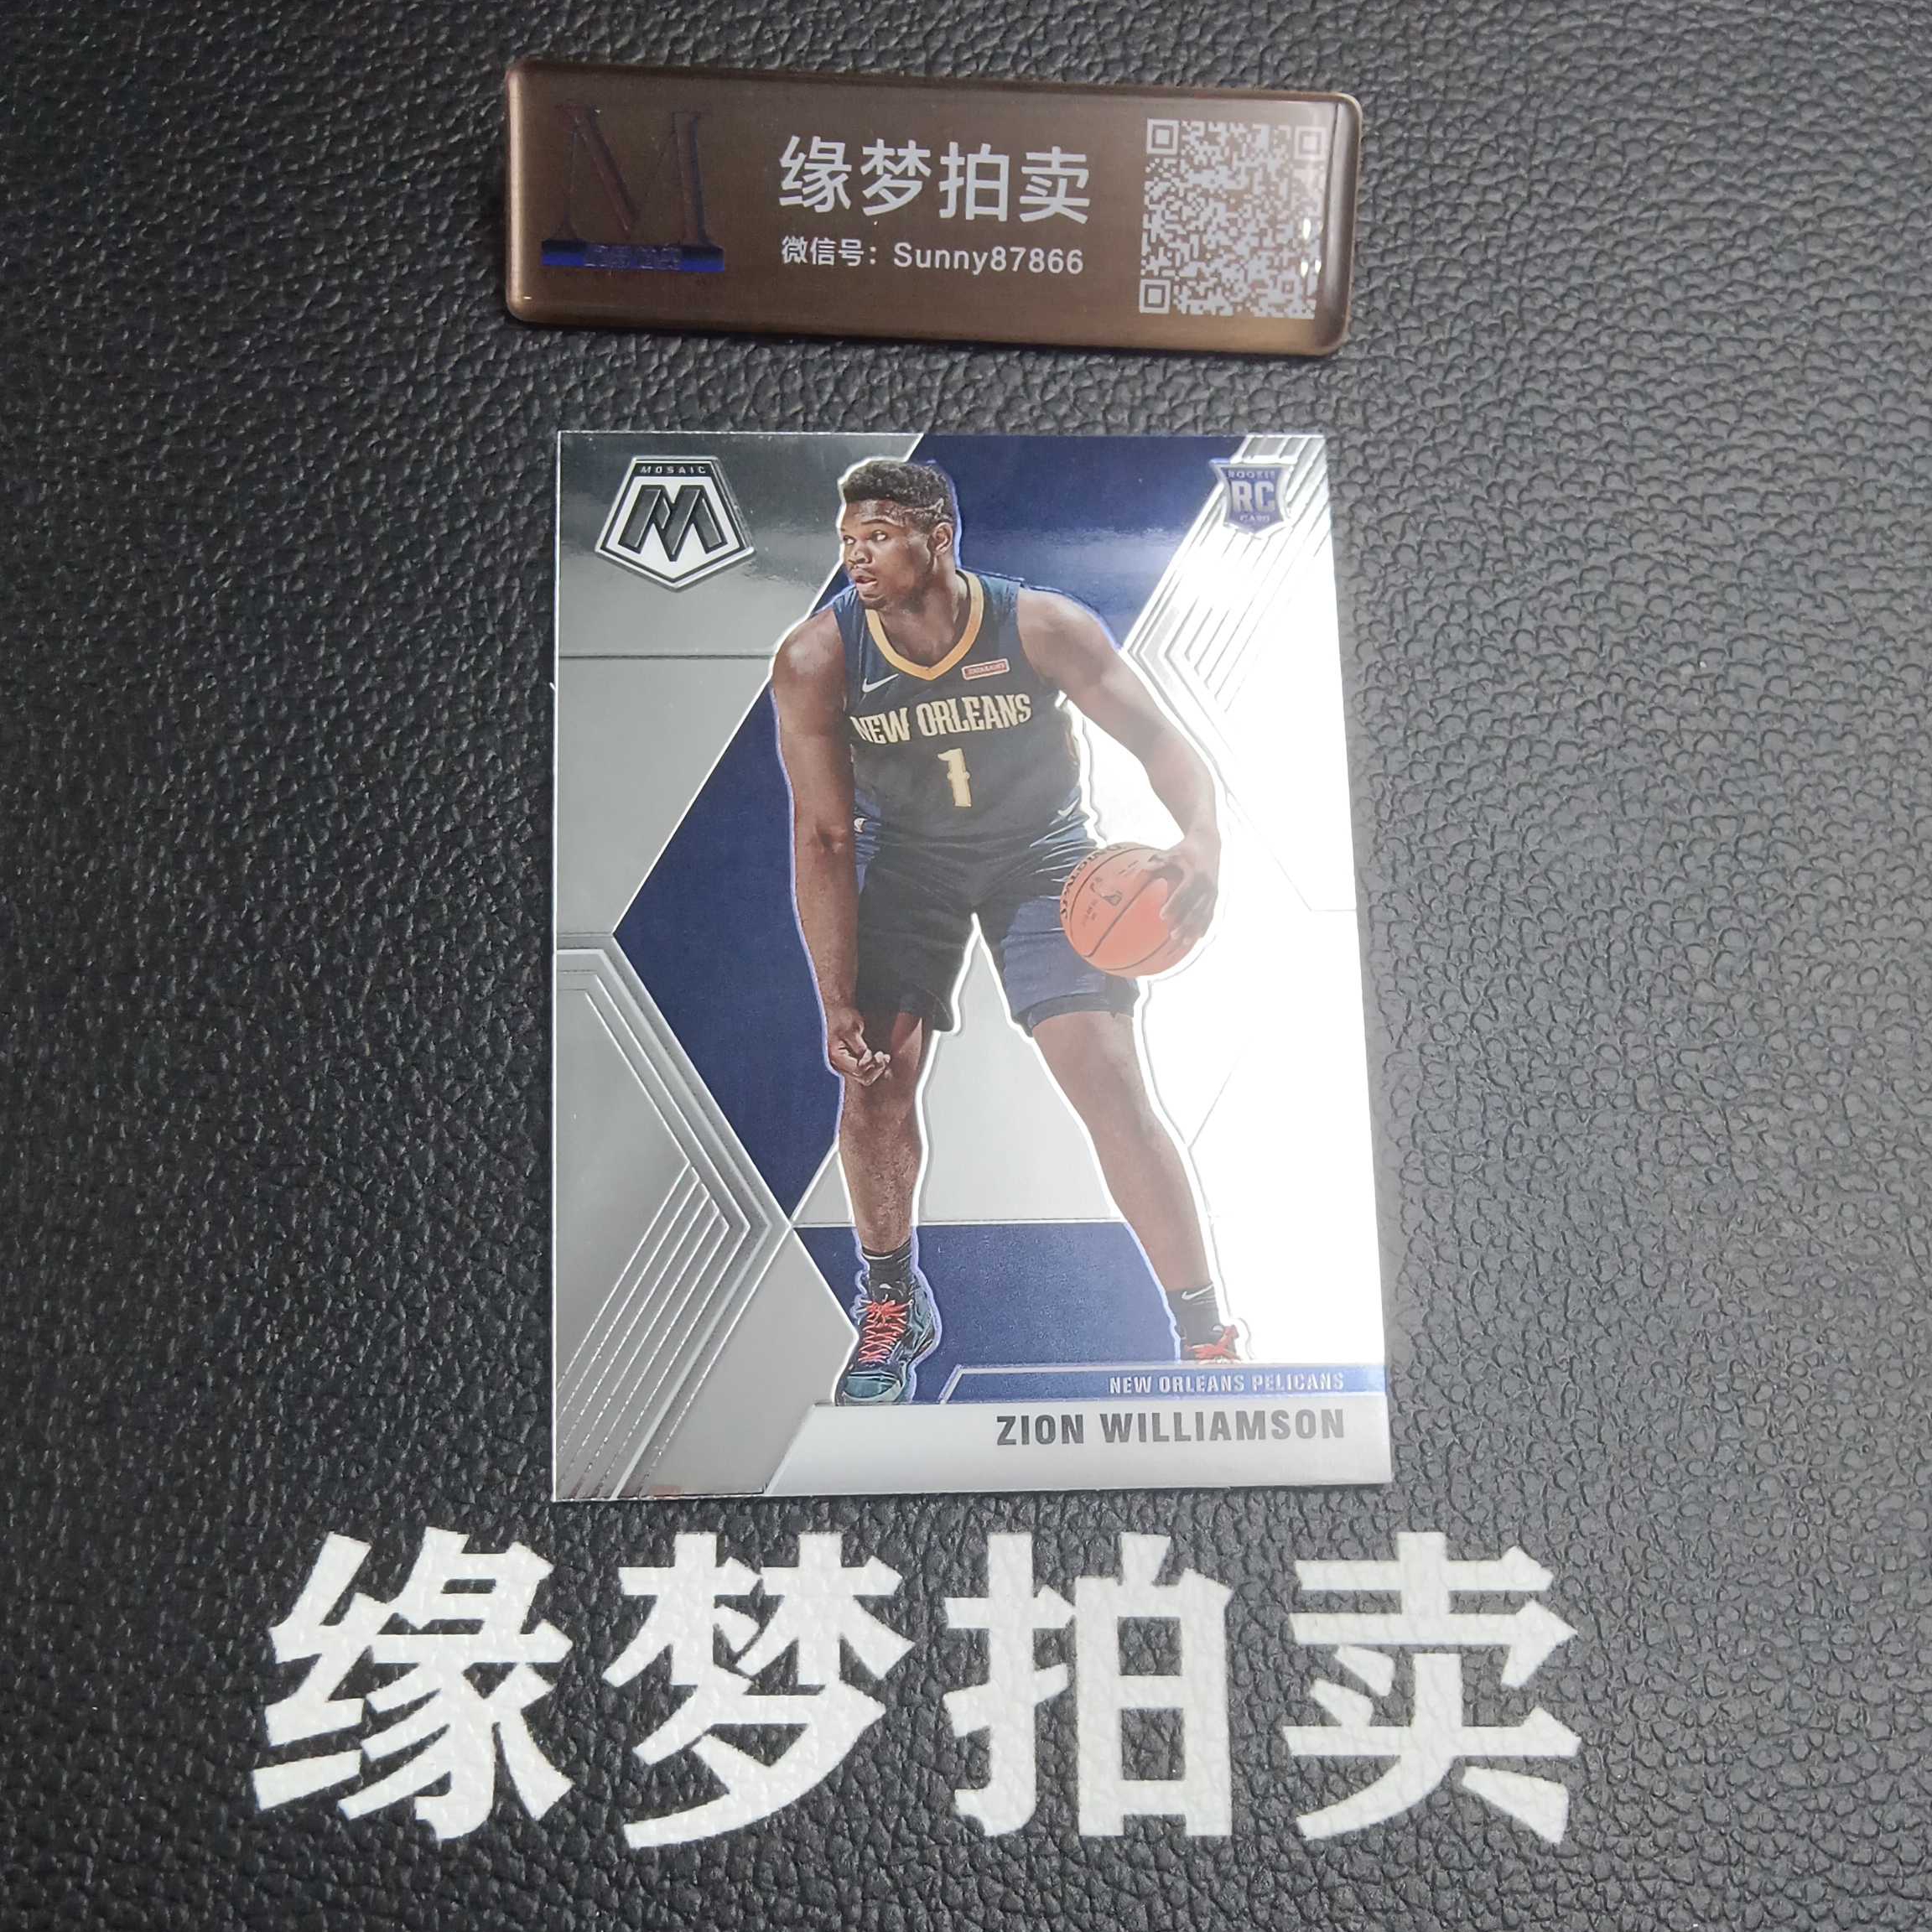 M
缘梦拍卖
微信号：Sunny87866
MOSAIC
M
ROOKIE
RC
CARD
NEW ORLEANS
1
NEW ORLEANS PELICANS
ZION WILLIAMSON
缘梦拍卖